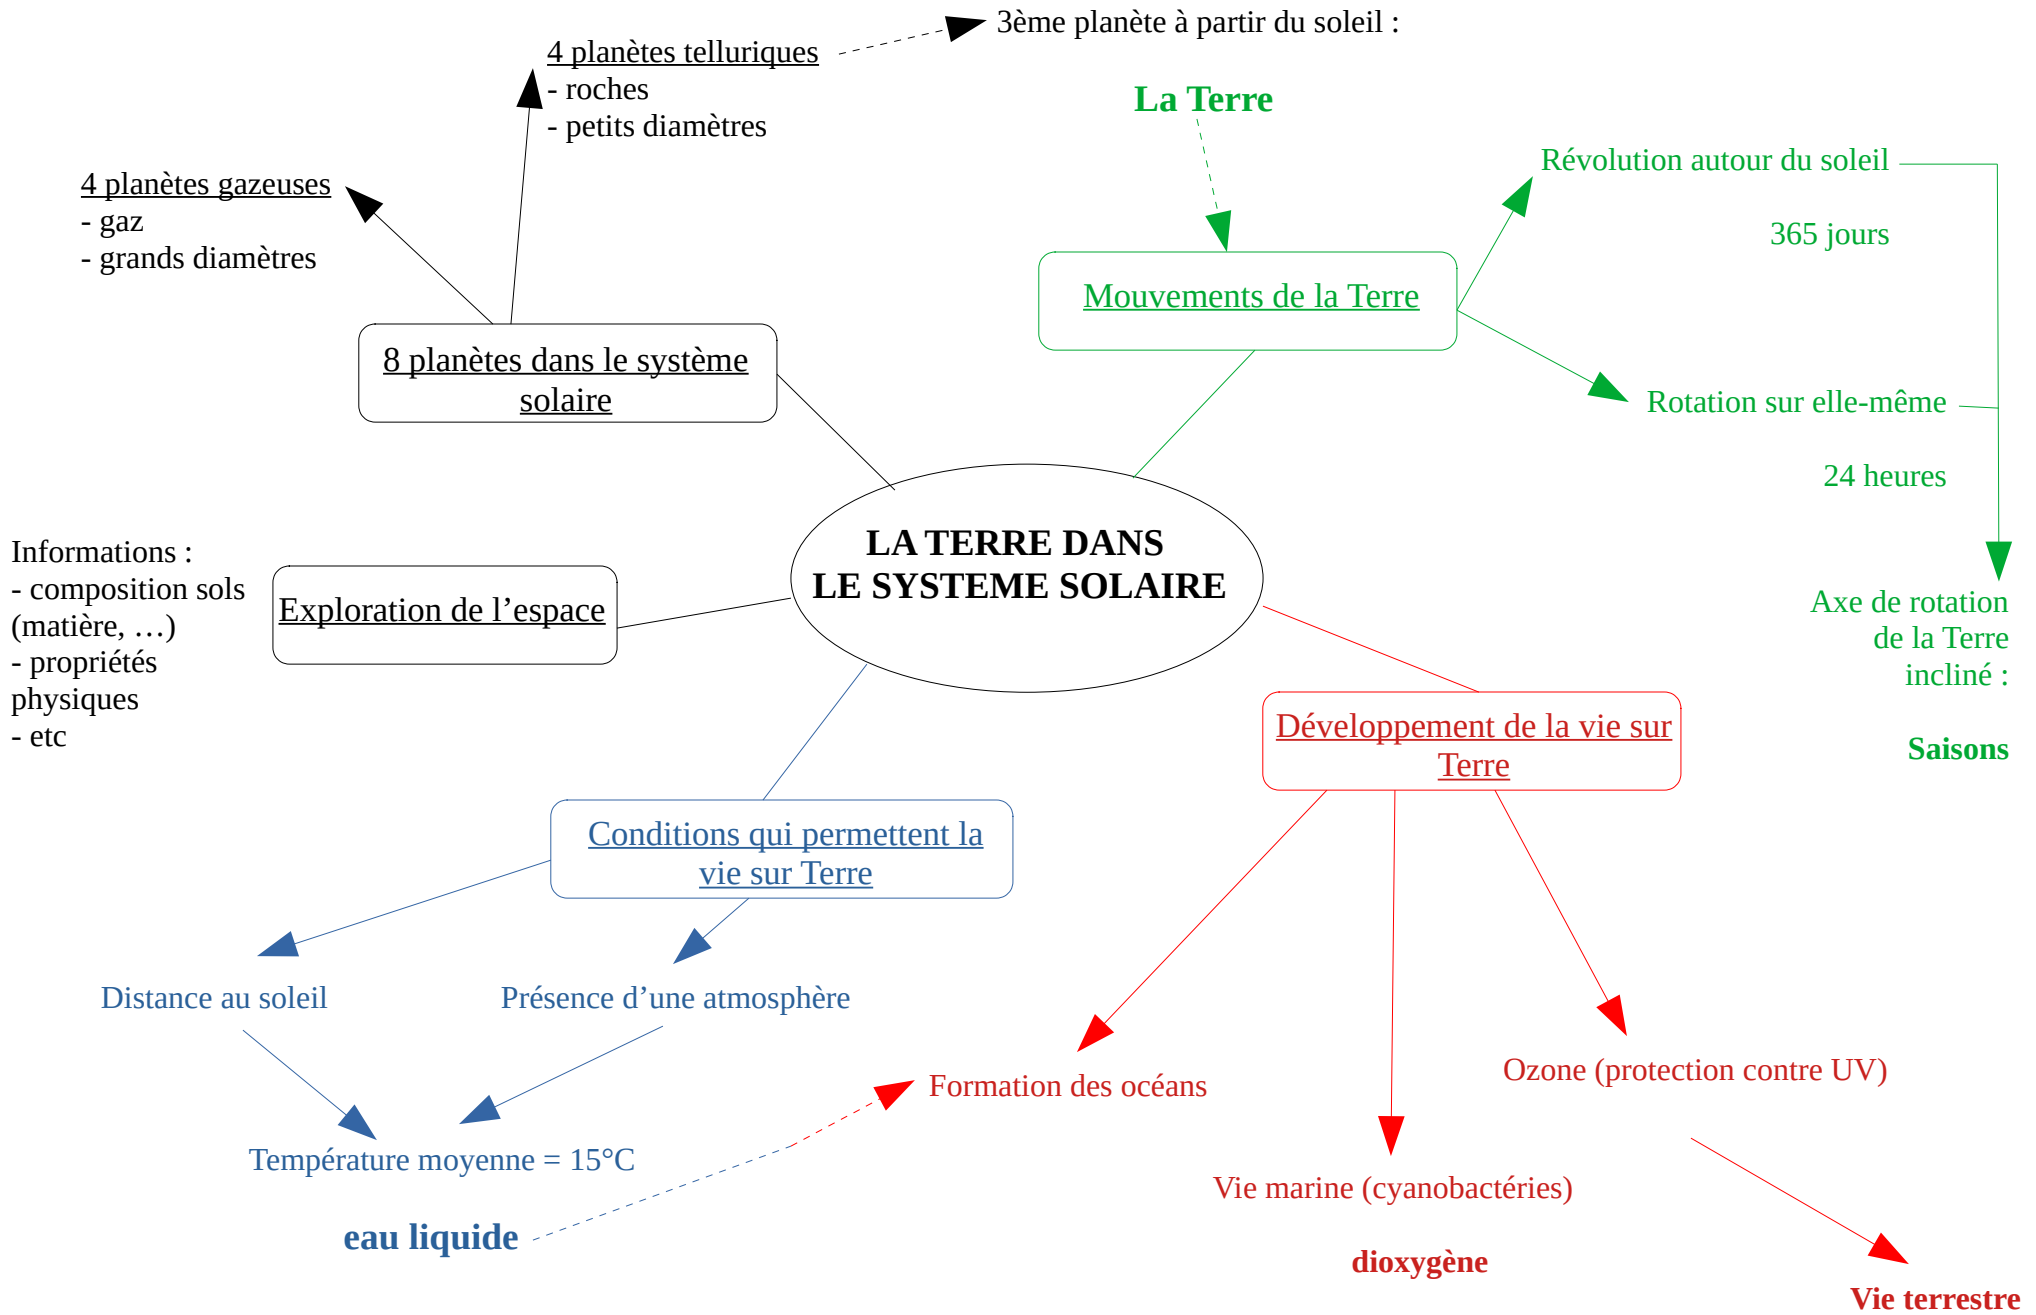 3ème planète à partir du soleil :
4 planètes telluriques
- roches
- petits diamètres
La Terre
4 planètes gazeuses
- gaz
- grands diamètres
Révolution autour du soleil
365 jours
Mouvements de la Terre
8 planètes dans le système
solaire
Rotation sur elle-même
24 heures
LA TERRE DANS
LE SYSTEME SOLAIRE
Informations :
- composition sols
(matière, …)
- propriétés
physiques
- etc
Exploration de l’espace
Axe de rotation
de la Terre
incliné :
Saisons
Développement de la vie sur
Terre
Conditions qui permettent la
vie sur Terre
Distance au soleil
Présence d’une atmosphère
Température moyenne = 15°C
eau liquide
Formation des océans
Ozone (protection contre UV)
Vie marine (cyanobactéries)
dioxygène
Vie terrestre